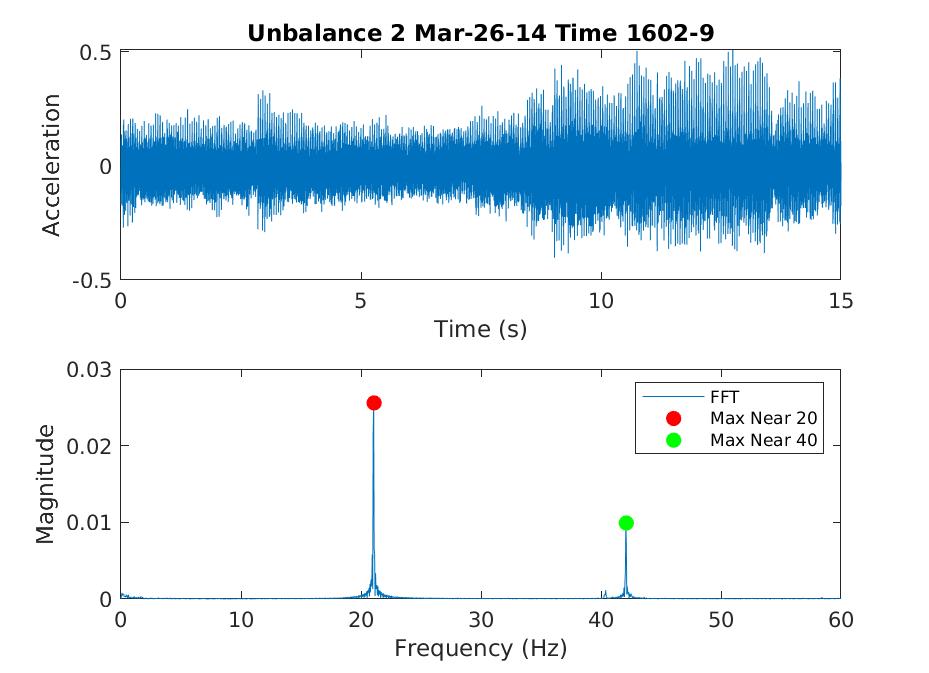 Unbalance 2 Mar-26-14 Time 1602-9
0.5
0
-0.5
Acceleration
0 5 10 15
Time (s)
0.03
0.02
0.01
0
Magnitude
FFT
Max Near 20
Max Near 40
0 10 20 30 40 50 60
Frequency (Hz)